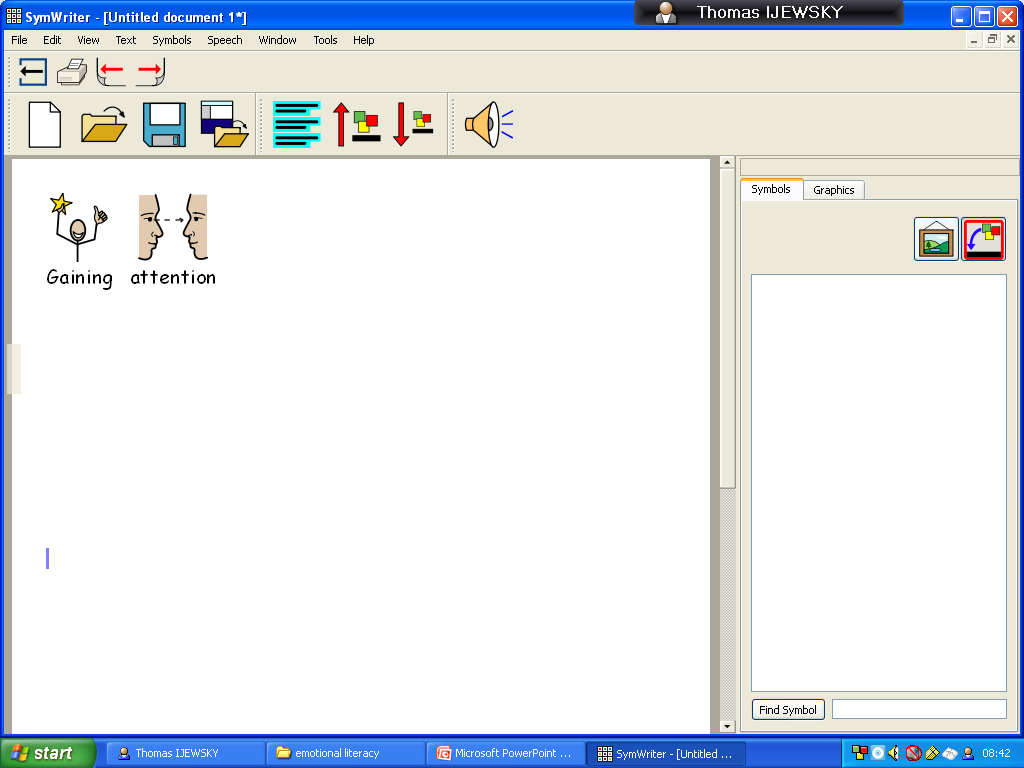 SymWriter - [Untitled document 1*]
Thomas IJEWSKY
File Edit View Text Symbols Speech Window Tools Help
Symbols Graphics
Gaining attention
Find Symbol
start Thomas IJEWSKY emotional literacy Microsoft PowerPoint ... SymWriter - [Untitled ... 08:42